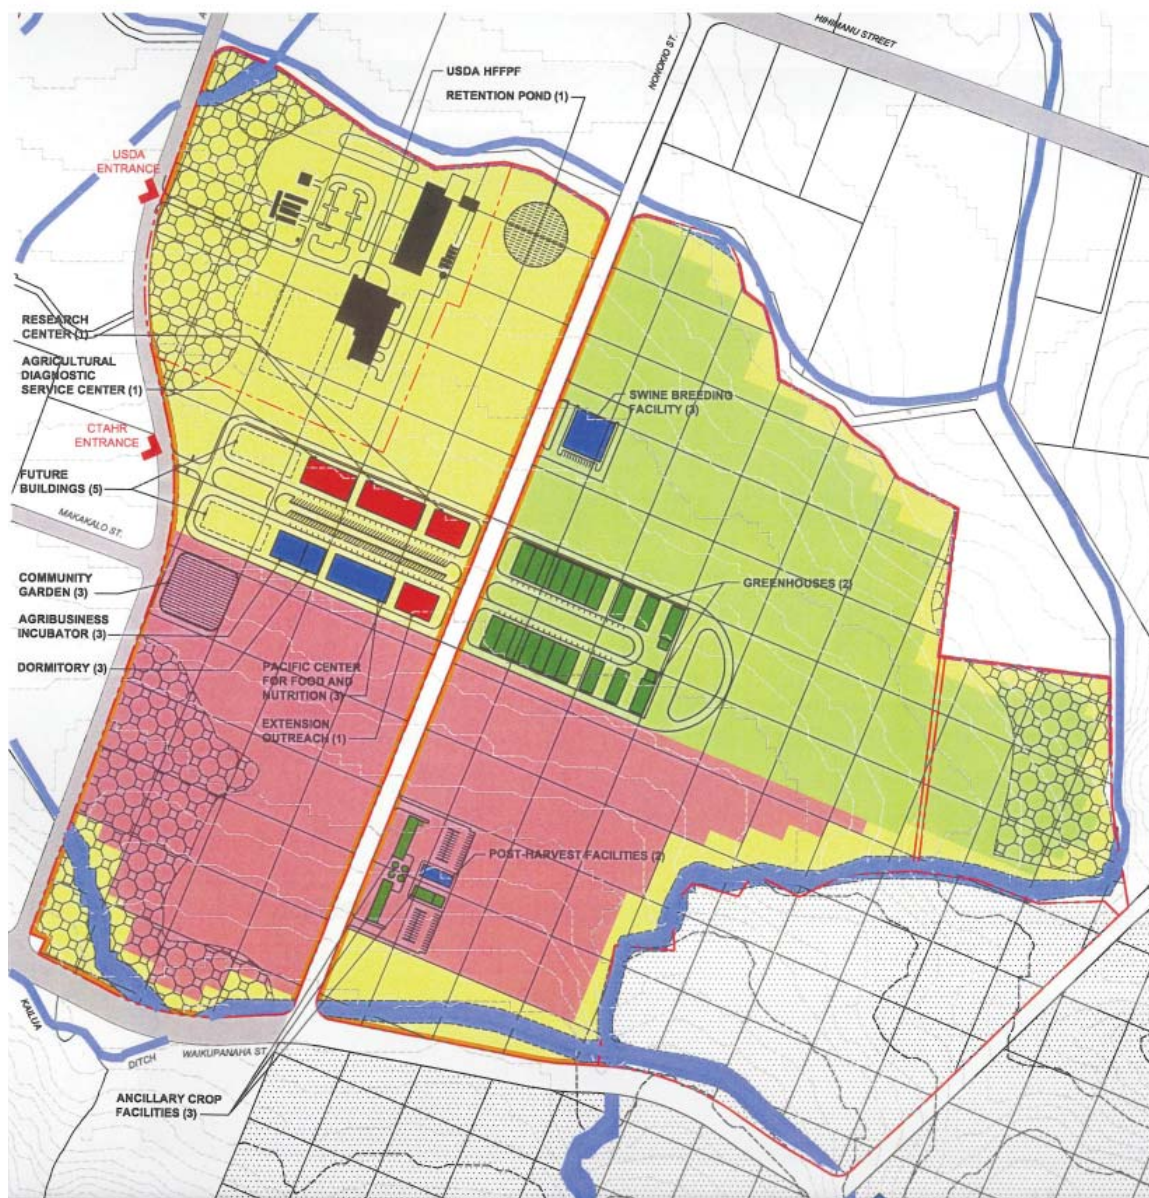 HIHIMANU STREET
NONOKIO ST.
MAKA
USDA HFFPF
RETENTION POND (1)
USDA
ENTRANCE
RESEARCH
CENTER (1)
AGRICULTURAL
DIAGNOSTIC
SERVICE CENTER (1)
SWINE BREEDING
FACILITY (3)
CTAHR
ENTRANCE
FUTURE
BUILDINGS (5)
MAKAKALO ST.
COMMUNITY
GARDEN (3)
GREENHOUSES (2)
AGRIBUSINESS
INCUBATOR (3)
DORMITORY (3)
PACIFIC CENTER
FOR FOOD AND
NUTRITION (3)
EXTENSION
OUTREACH (1)
POST-HARVEST FACILITIES (2)
KAILUA
DITCH
WAIKUPANAHA ST.
ANCILLARY CROP
FACILITIES (3)